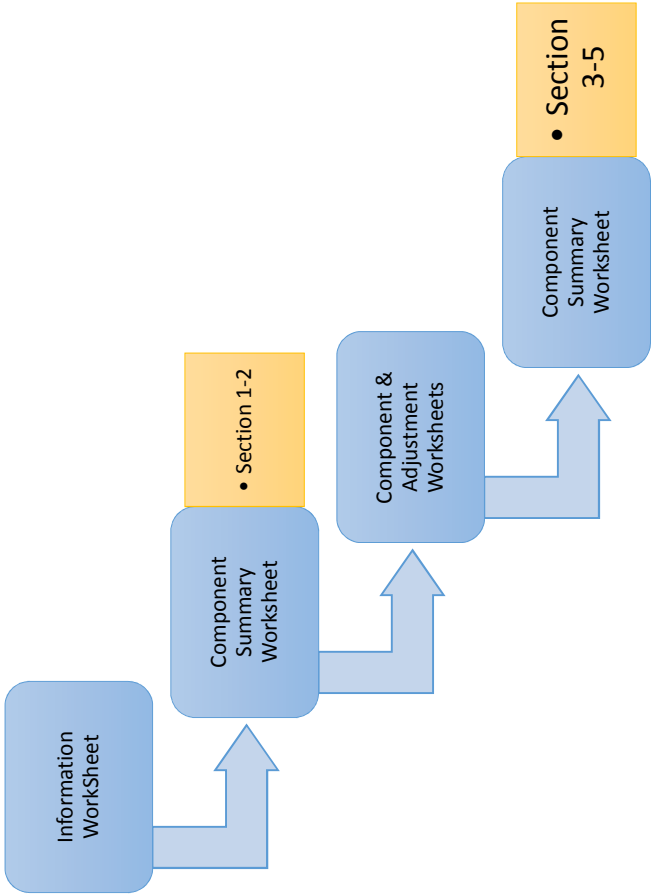 Information
WorkSheet
Component
Summary
Worksheet
• Section 1-2
Component &
Adjustment
Worksheets
Component
Summary
Worksheet
• Section
3-5